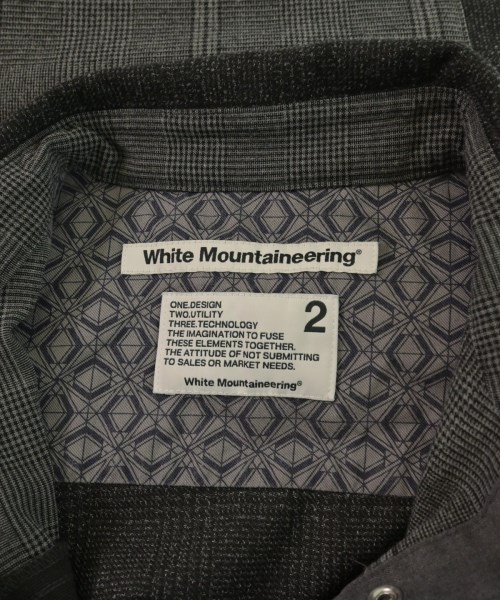 White Mountaineering®
2
ONE.DESIGN
TWO.UTILITY
THREE.TECHNOLOGY
THE IMAGINATION TO FUSE
THESE ELEMENTS TOGETHER.
THE ATTITUDE OF NOT SUBMITTING
TO SALES OR MARKET NEEDS.
White Mountaineering®